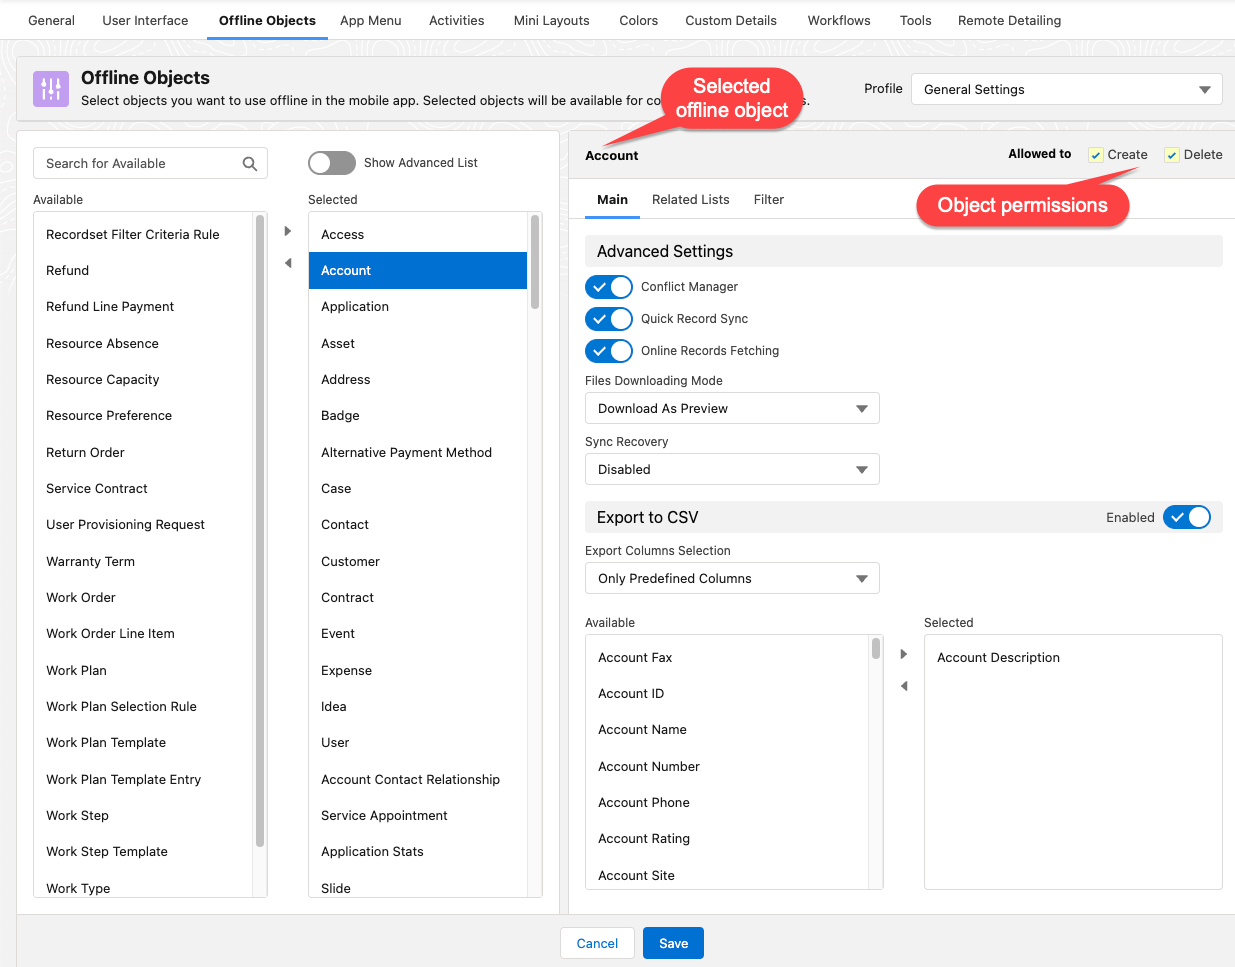 General User Interface Offline Objects App Menu Activities Mini Layouts Colors Custom Details Workflows Tools Remote Detailing
Offline Objects
Select objects you want to use offline in the mobile app. Selected objects will be available for
Profile
General Settings
Selected
offline object
Search for Available
Show Advanced List
Available
Recordset Filter Criteria Rule
Refund
Refund Line Payment
Resource Absence
Resource Capacity
Resource Preference
Return Order
Service Contract
User Provisioning Request
Warranty Term
Work Order
Work Order Line Item
Work Plan
Work Plan Selection Rule
Work Plan Template
Work Plan Template Entry
Work Step
Work Step Template
Work Type
Selected
Access
Account
Application
Asset
Address
Badge
Alternative Payment Method
Case
Contact
Customer
Contract
Event
Expense
Idea
User
Account Contact Relationship
Service Appointment
Application Stats
Slide
Account
Allowed to Create Delete
Object permissions
Main Related Lists Filter
Advanced Settings
Conflict Manager
Quick Record Sync
Online Records Fetching
Files Downloading Mode
Download As Preview
Sync Recovery
Disabled
Export to CSV
Enabled
Export Columns Selection
Only Predefined Columns
Available
Account Fax
Account ID
Account Name
Account Number
Account Phone
Account Rating
Account Site
Selected
Account Description
Cancel Save